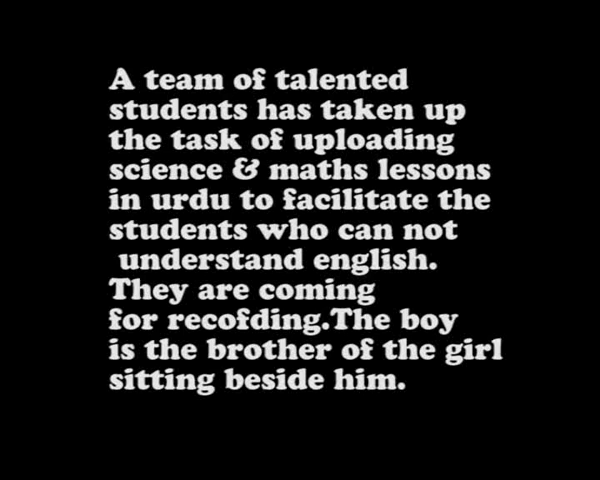 A team of talented
students has taken up
the task of uploading
science & maths lessons
in urdu to facilitate the
students who can not
understand english.
They are coming
for recofding.The boy
is the brother of the girl
sitting beside him.